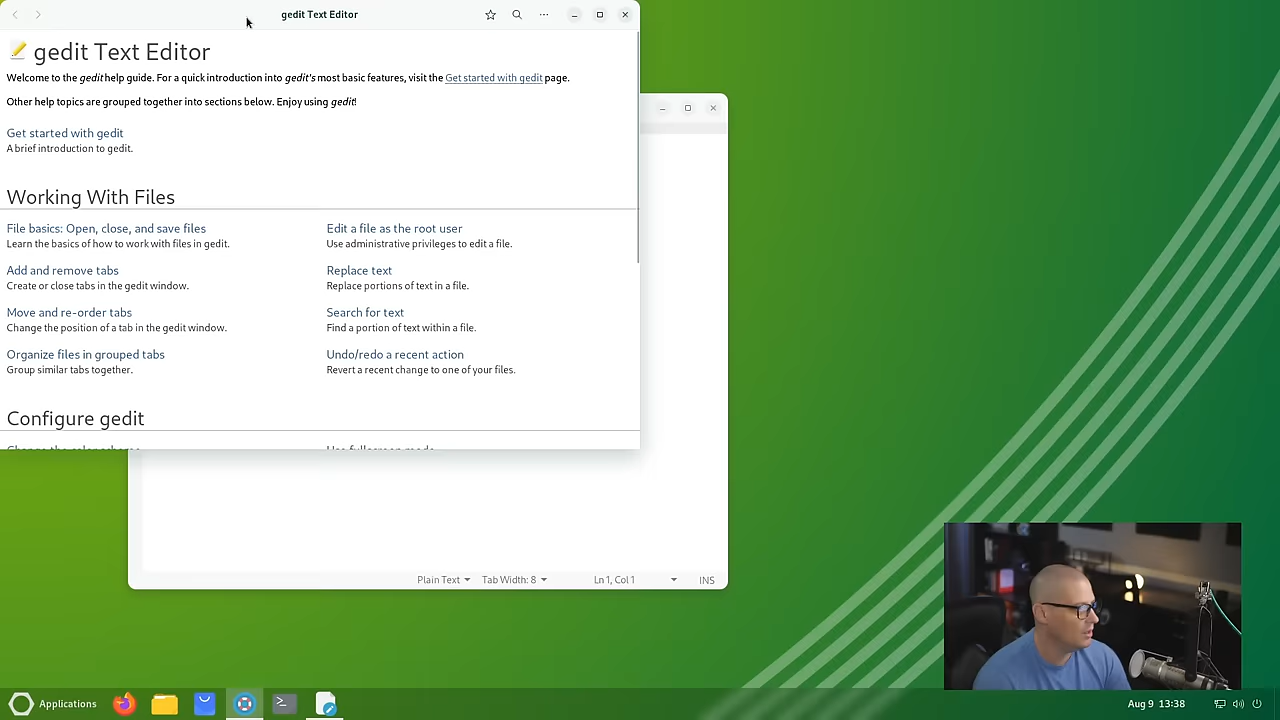 gedit Text Editor
gedit Text Editor
Welcome to the gedit help guide. For a quick introduction into gedit's most basic features, visit the Get started with gedit page.
Other help topics are grouped together into sections below. Enjoy using gedit!
Get started with gedit
A brief introduction to gedit.
Working With Files
File basics: Open, close, and save files
Learn the basics of how to work with files in gedit.
Edit a file as the root user
Use administrative privileges to edit a file.
Add and remove tabs
Create or close tabs in the gedit window.
Replace text
Replace portions of text in a file.
Move and re-order tabs
Change the position of a tab in the gedit window.
Search for text
Find a portion of text within a file.
Organize files in grouped tabs
Group similar tabs together.
Undo/redo a recent action
Revert a recent change to one of your files.
Configure gedit
Change the color scheme
Use fullscreen mode
Plain Text
Tab Width: 8
Ln 1, Col 1
INS
Applications
Aug 9 13:38